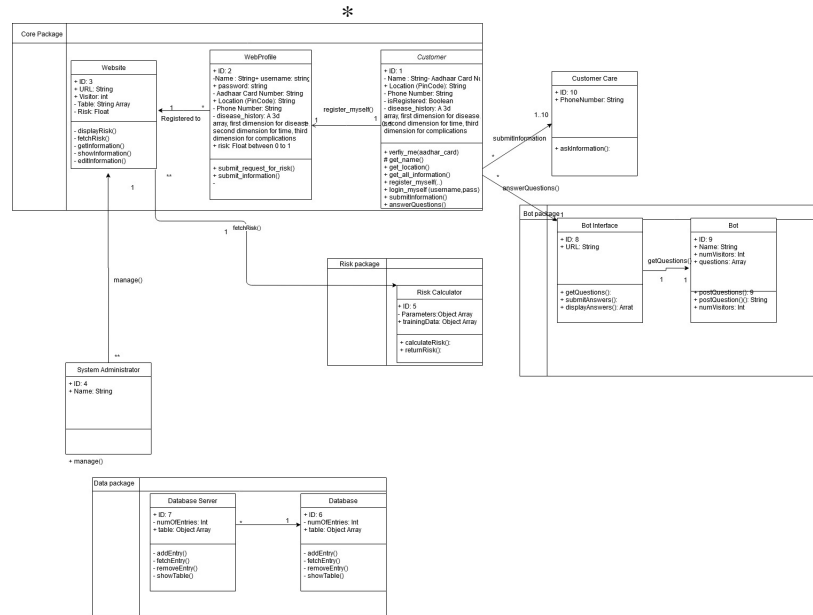 *
Core Package
Website
+ ID: 3
+ URL: String
+ Visitor: int
- Table: String Array
- Risk: Float
- displayRisk()
- fetchRisk()
- getInformation()
- showInformation()
- editInformation()
WebProfile
+ ID: 2
-Name : String+ username: string
+ password: string
- Aadhaar Card Number: String
+ Location (PinCode): String
- Phone Number: String
- disease_history: A 3d
array, first dimension for disease
second dimension for time, third
dimension for complications
+ risk: Float between 0 to 1
+ submit_request_for_risk()
+ submit_information()
-
Customer
+ ID: 1
- Name : String- Aadhaar Card Nu
+ Location (PinCode): String
- Phone Number: String
- isRegistered: Boolean
- disease_history: A 3d
array, first dimension for disease
second dimension for time, third
dimension for complications
+ verfiy_me(aadhar_card)
# get_name()
+ get_location()
+ get_all_information()
+ register_myself(..)
+ login_myself (username,pass)
+ submitInformation()
+ answerQuestions()
1
*
Registered to
register_myself()
1
Customer Care
+ ID: 10
+ PhoneNumber: String
+ askInformation():
1..10
submitInformation
*
*
answerQuestions()
1
Bot package
Bot Interface
+ ID: 8
+ URL: String
+ getQuestions():
+ submitAnswers():
+ displayAnswers(): Arrat
getQuestions()
1
1
Bot
+ ID: 9
+ Name: String
+ numVisitors: Int
+ questions: Array
+ postQuestions(): 9
+ postQuestion()(): String
+ numVisitors: Int
**
1
1
fetchRisk()
manage()
**
Risk package
Risk Calculator
+ ID: 5
- Parameters:Object Array
+ trainingData: Object Array
+ calculateRisk():
+ returnRisk():
System Administrator
+ ID: 4
+ Name: String
+ manage()
Data package
Database Server
+ ID: 7
- numOfEntries: Int
+ table: Object Array
- addEntry()
- fetchEntry()
- removeEntry()
- showTable()
*
1
Database
+ ID: 6
- numOfEntries: Int
+ table: Object Array
- addEntry()
- fetchEntry()
- removeEntry()
- showTable()